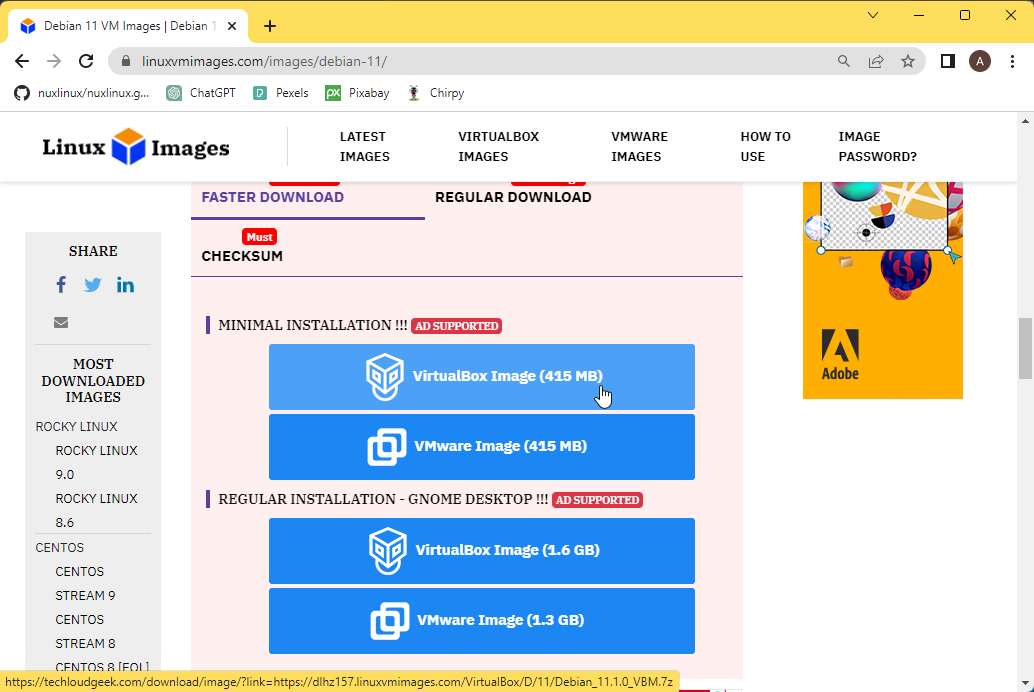 Debian 11 VM Images | Debian 1
linuxvmimages.com/images/debian-11/
A
nuxlinux/nuxlinux.g...
ChatGPT
Pexels
PX
Pixabay
Chirpy
Linux Images
LATEST IMAGES
VIRTUALBOX IMAGES
VMWARE IMAGES
HOW TO USE
IMAGE PASSWORD?
FASTER DOWNLOAD
REGULAR DOWNLOAD
Must
CHECKSUM
SHARE
MOST
DOWNLOADED
IMAGES
ROCKY LINUX
ROCKY LINUX
9.0
ROCKY LINUX
8.6
CENTOS
CENTOS
STREAM 9
CENTOS
STREAM 8
CENTOS 8 [EOL]
MINIMAL INSTALLATION !!! AD SUPPORTED
VirtualBox Image (415 MB)
VMware Image (415 MB)
REGULAR INSTALLATION - GNOME DESKTOP !!! AD SUPPORTED
VirtualBox Image (1.6 GB)
VMware Image (1.3 GB)
Adobe
https://techloudgeek.com/download/image/?link=https://dlhz157.linuxvmimages.com/VirtualBox/D/11/Debian_11.1.0_VBM.7z